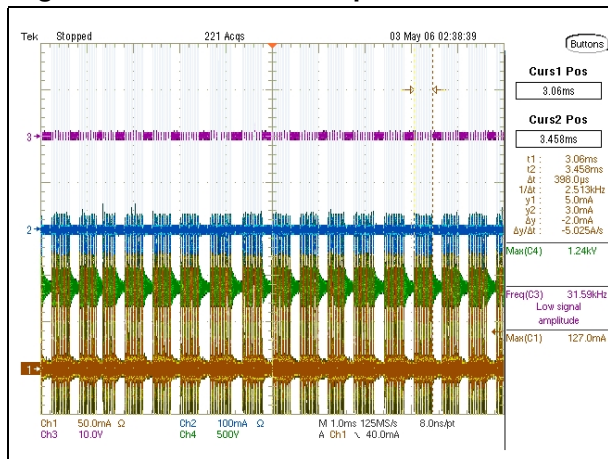 Tek Stopped 221 Acqs 03 May 06 02:38:39
Buttons
Curs1 Pos
3.06ms
Curs2 Pos
3.458ms
t1 : 3.06ms
t2 : 3.458ms
Δt : 398.0µs
1/Δt : 2.513kHz
y1 : 5.0mA
y2 : 3.0mA
Δy : -2.0mA
Δy/Δt : -5.025A/s
Max(C4) 1.24kV
Freq(C3) 31.59kHz
Low signal
amplitude
Max(C1) 127.0mA
3
2
1
Ch1 50.0mA Ω Ch2 100mA Ω M 1.0ms 125MS/s 8.0ns/pt
Ch3 10.0V Ch4 500V A Ch1 ∖ 40.0mA